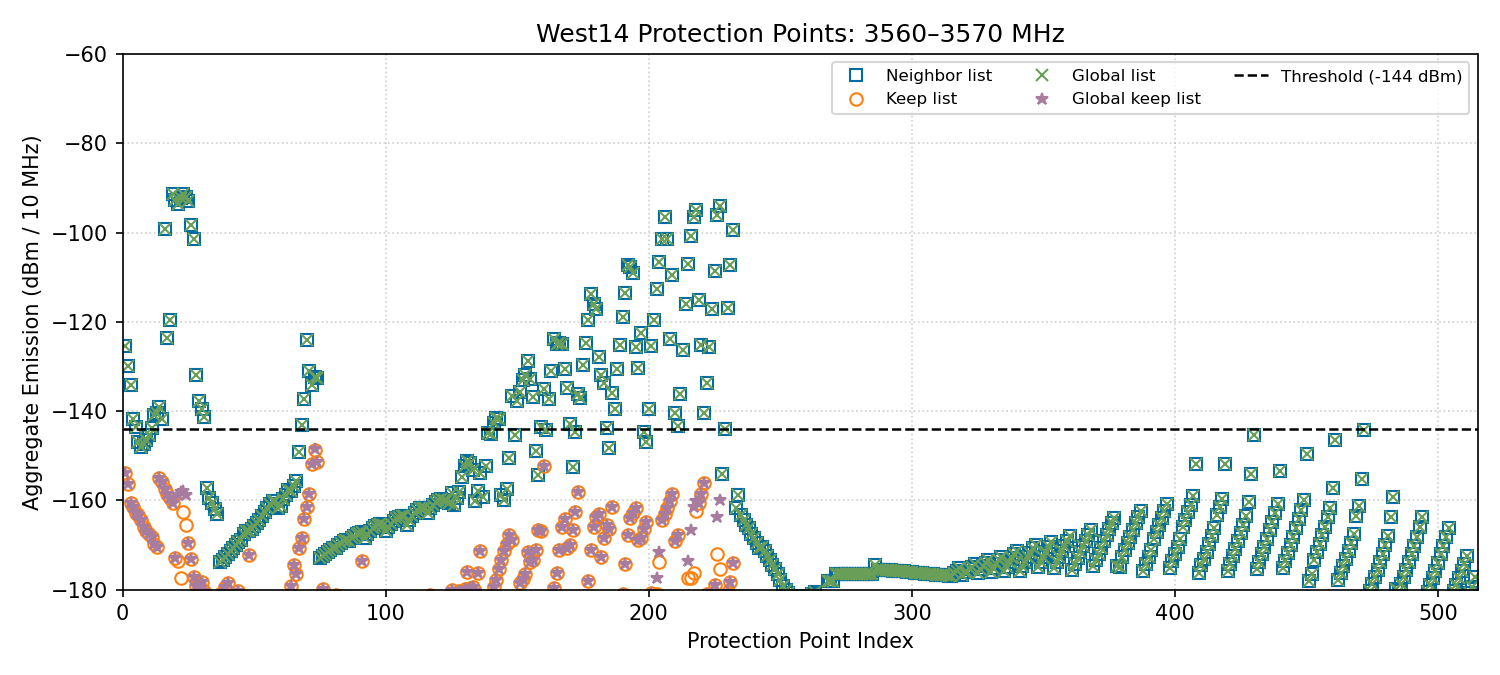 West14 Protection Points: 3560–3570 MHz
Neighbor list
Keep list
Global list
Global keep list
Threshold (-144 dBm)
Aggregate Emission (dBm / 10 MHz)
−60
−80
−100
−120
−140
−160
−180
0 100 200 300 400 500
Protection Point Index